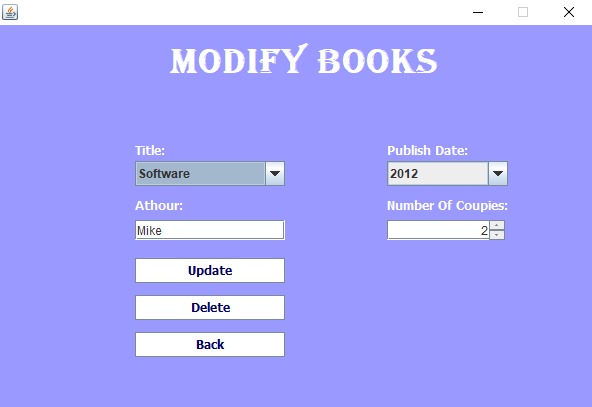 MODIFY BOOKS
Title:
Publish Date:
Software
2012
Athour:
Number Of Coupies:
Mike
2
Update
Delete
Back